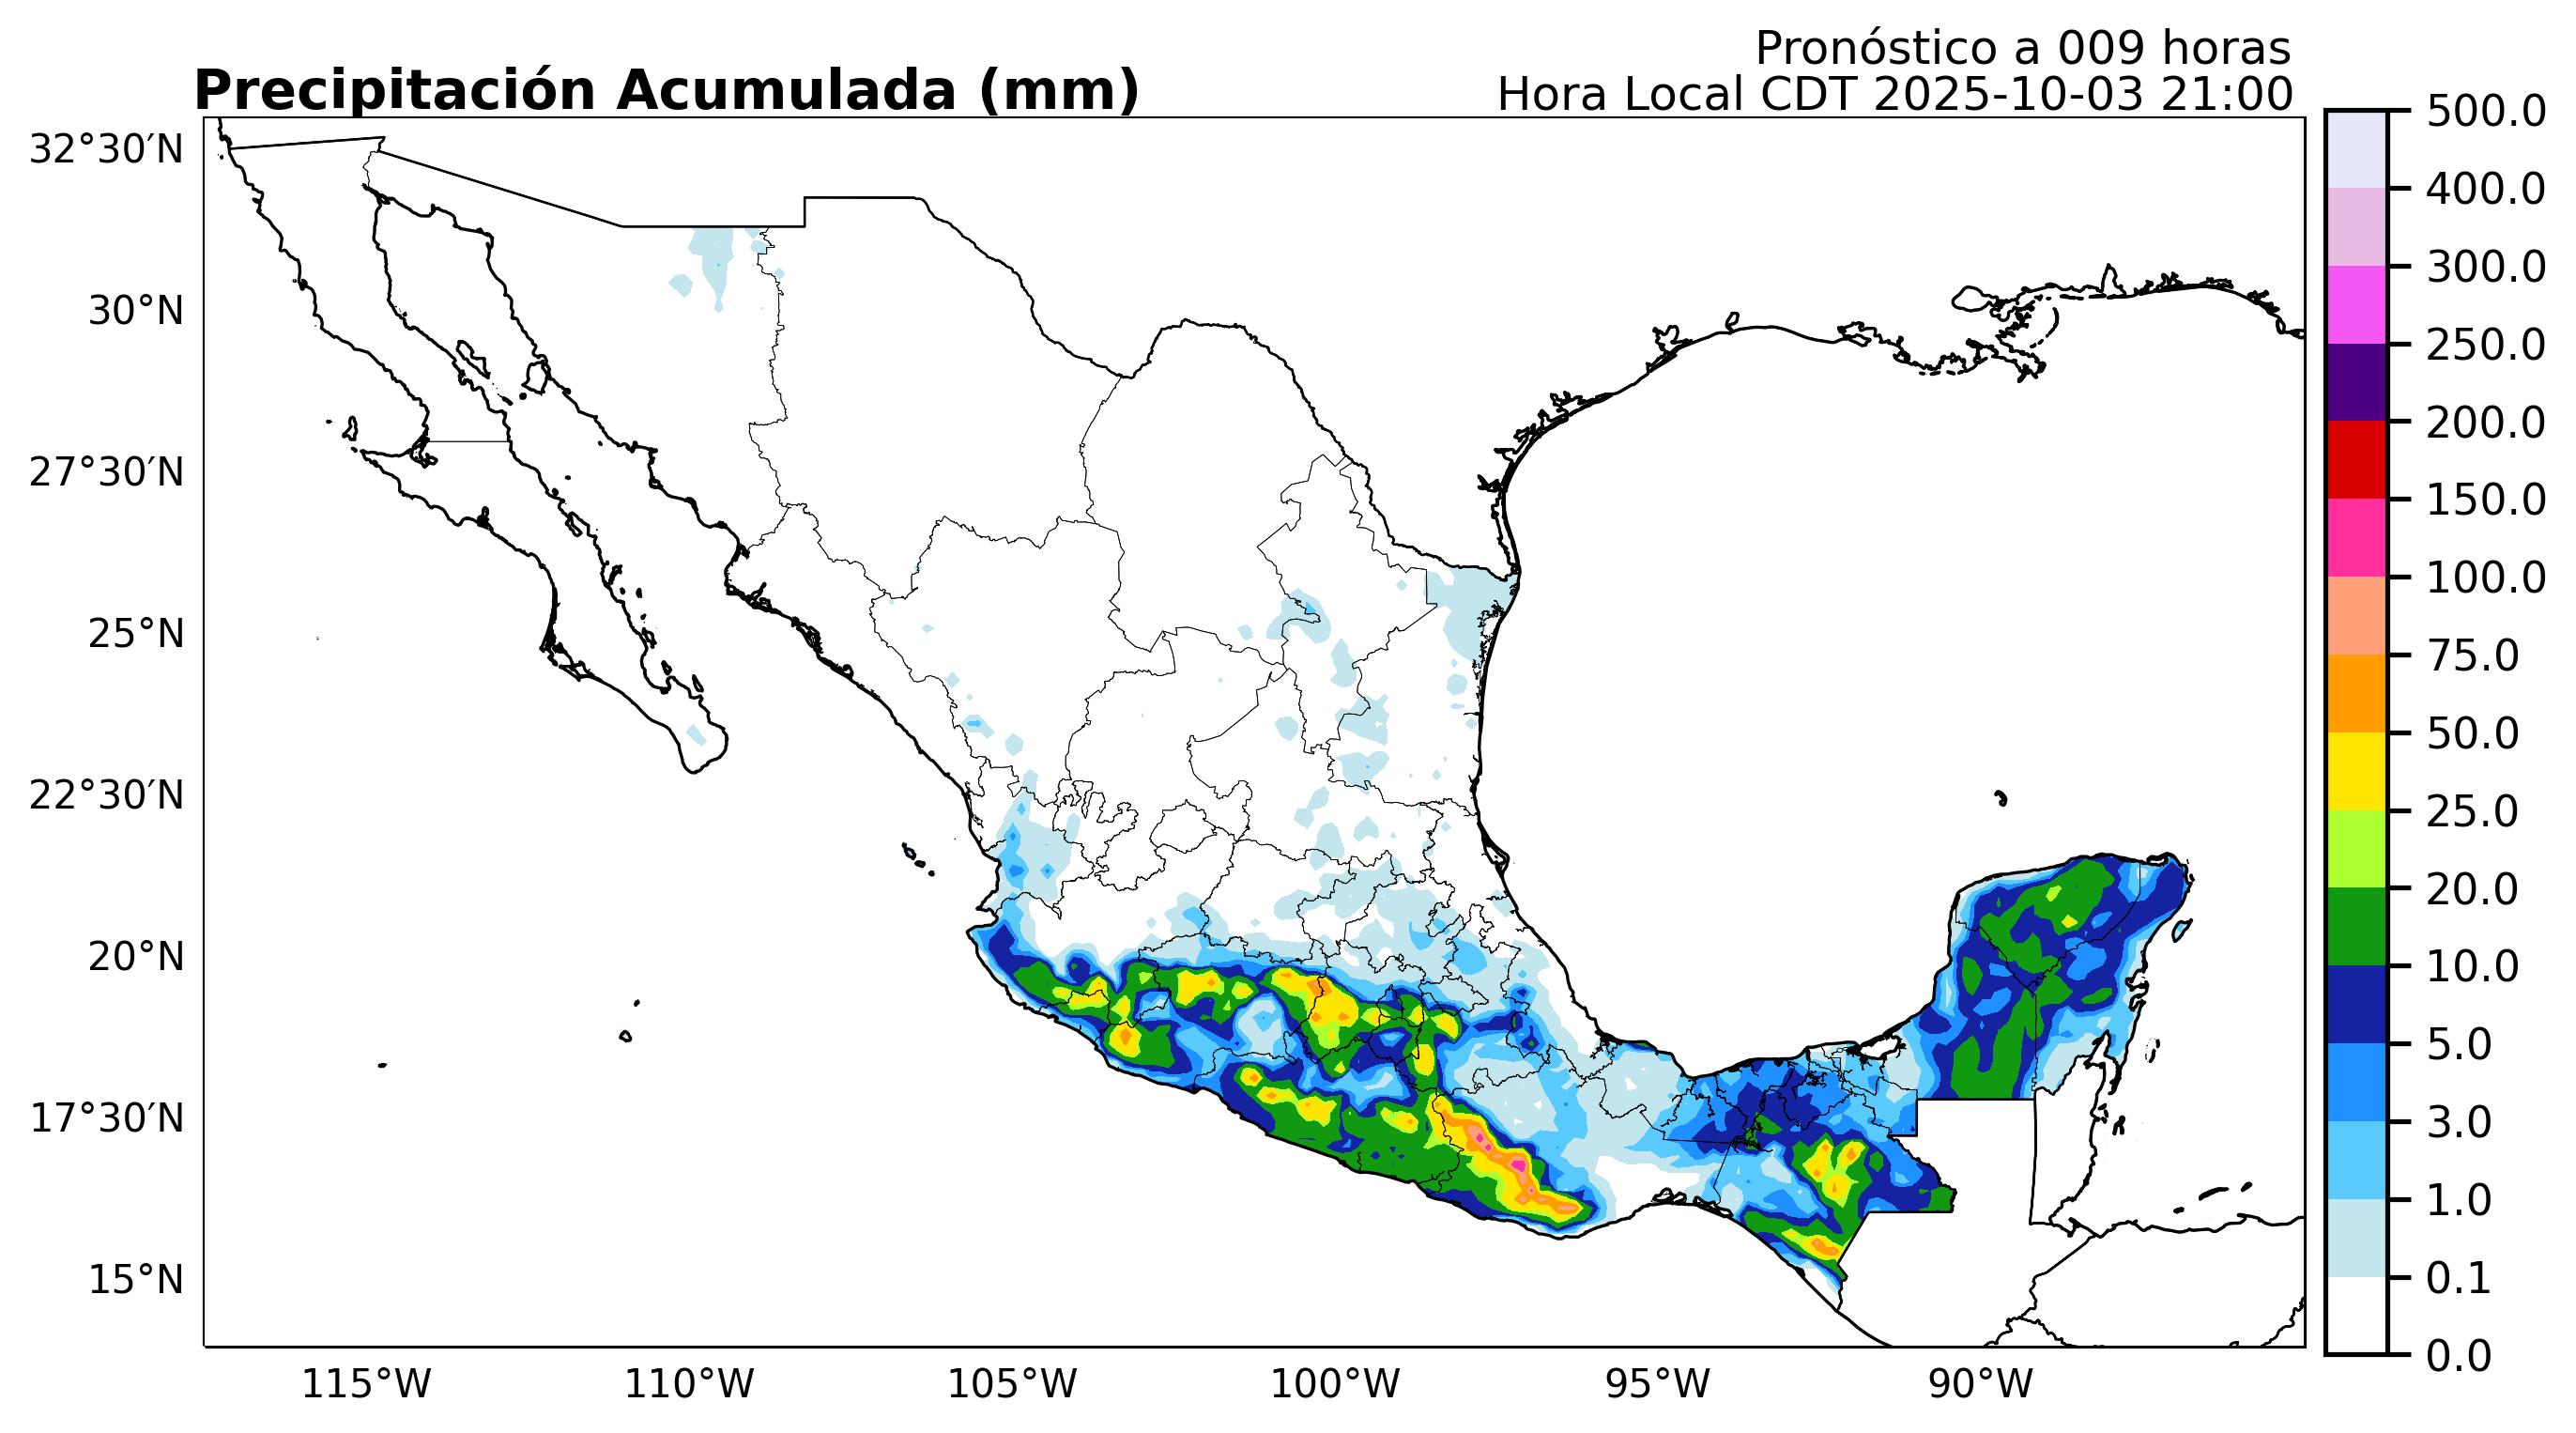 Pronóstico a 009 horas
Precipitación Acumulada (mm)
Hora Local CDT 2025-10-03 21:00
32°30′N
30°N
27°30′N
25°N
22°30′N
20°N
17°30′N
15°N
115°W
110°W
105°W
100°W
95°W
90°W
500.0
400.0
300.0
250.0
200.0
150.0
100.0
75.0
50.0
25.0
20.0
10.0
5.0
3.0
1.0
0.1
0.0